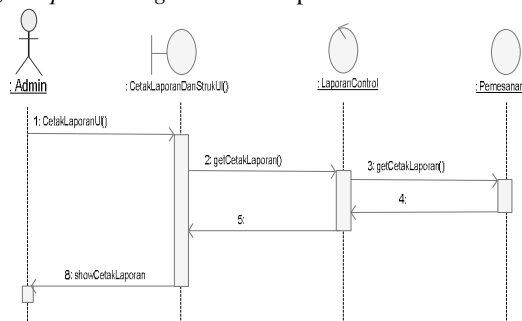 : Admin
: CetakLaporanDanStrukUI()
: LaporanControl
: Pemesanan
1: CetakLaporanUI()
2: getCetakLaporan()
3: getCetakLaporan()
4:
5:
8: showCetakLaporan